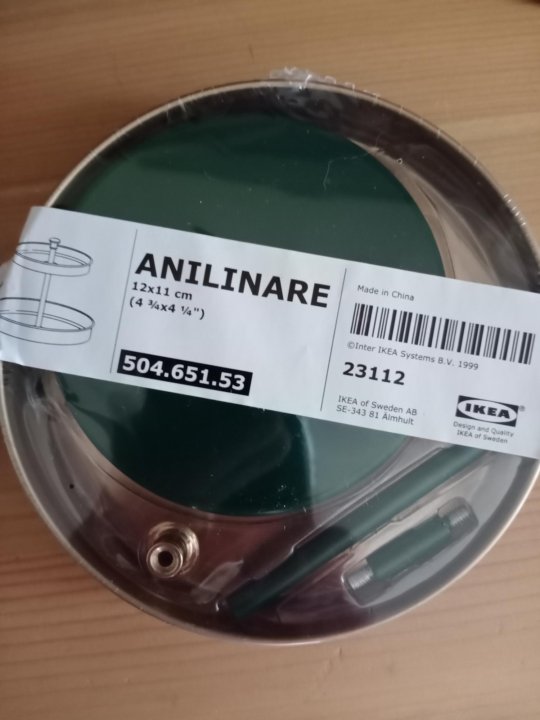 ANILINARE
12x11 cm
(4 ¾x4 ¼")
504.651.53
Made in China
©Inter IKEA Systems B.V. 1999
23112
IKEA of Sweden AB
SE-343 81 Älmhult
IKEA®
Design and Quality
IKEA of Sweden